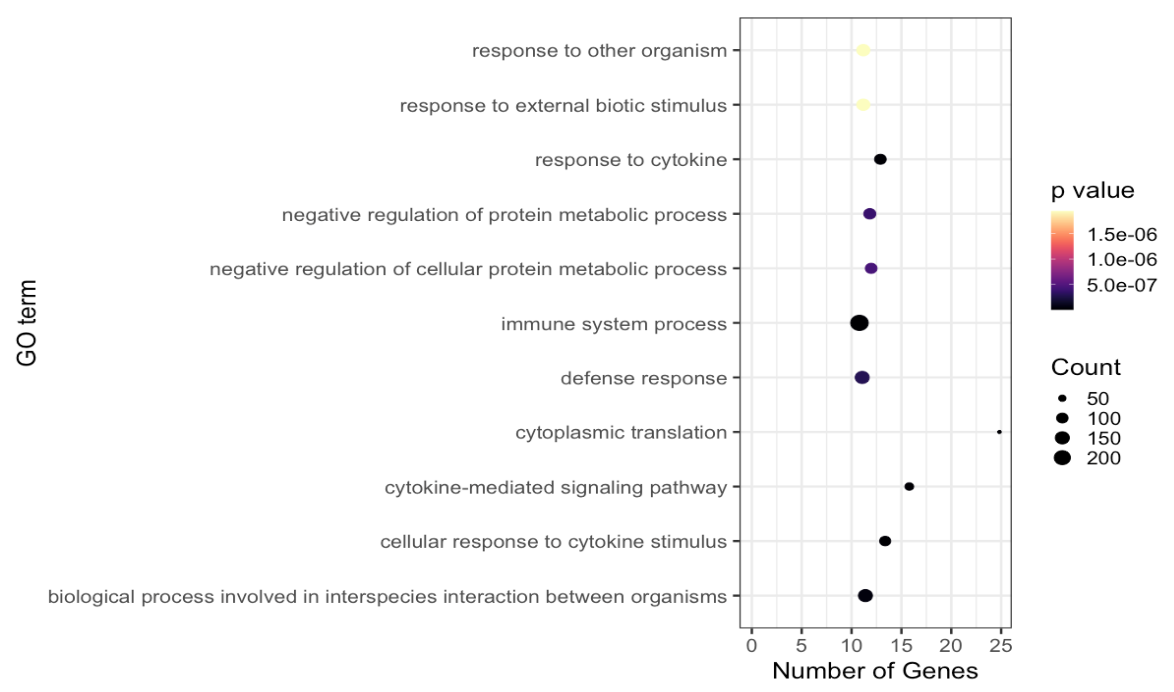 response to other organism
response to external biotic stimulus
response to cytokine
negative regulation of protein metabolic process
negative regulation of cellular protein metabolic process
immune system process
defense response
cytoplasmic translation
cytokine-mediated signaling pathway
cellular response to cytokine stimulus
biological process involved in interspecies interaction between organisms
GO term
0 5 10 15 20 25
Number of Genes
p value
1.5e-06
1.0e-06
5.0e-07
Count
50
100
150
200